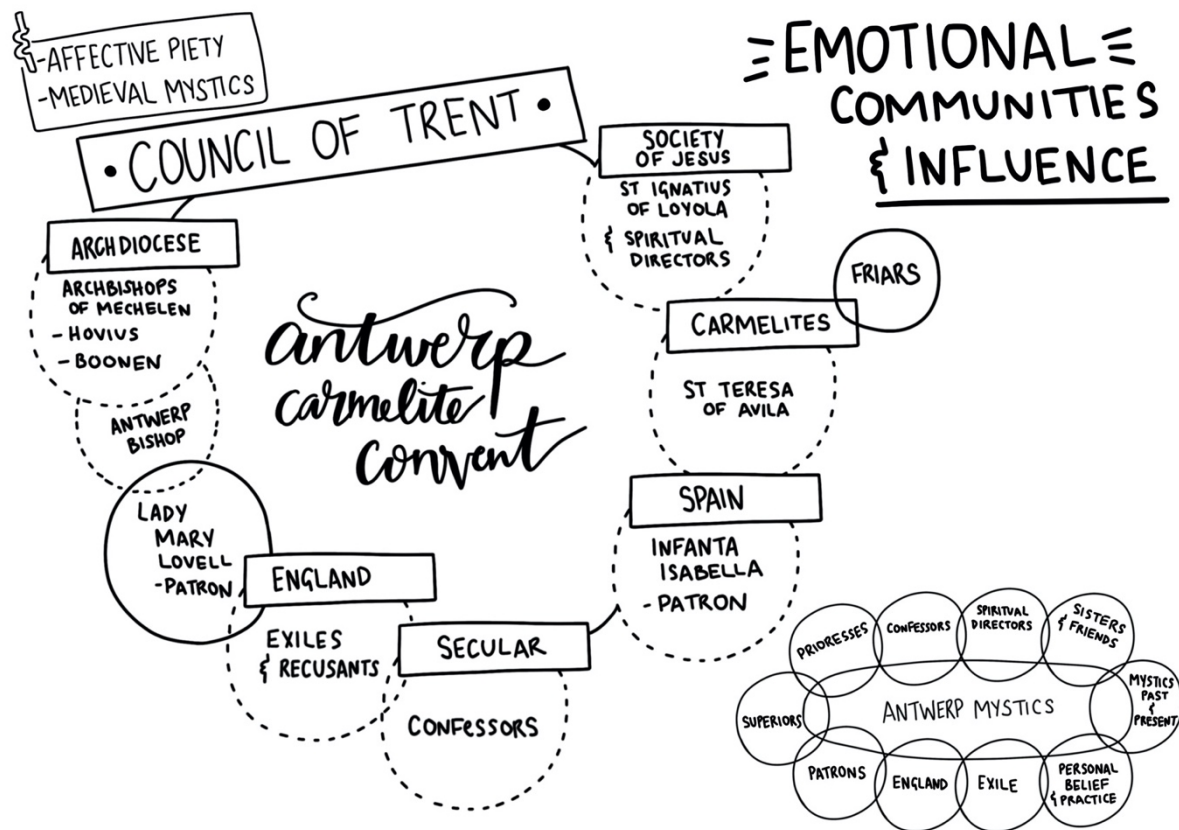 -AFFECTIVE PIETY
-MEDIEVAL MYSTICS
• COUNCIL OF TRENT •
EMOTIONAL
COMMUNITIES
& INFLUENCE
SOCIETY
OF JESUS
ST IGNATIUS
OF LOYOLA
& SPIRITUAL
DIRECTORS
ARCHDIOCESE
ARCHBISHOPS
OF MECHELEN
- HOVIUS
- BOONEN
ANTWERP
BISHOP
antwerp
carmelite
convent
FRIARS
CARMELITES
ST TERESA
OF AVILA
LADY
MARY
LOVELL
-PATRON
ENGLAND
EXILES
& RECUSANTS
SECULAR
CONFESSORS
SPAIN
INFANTA
ISABELLA
- PATRON
PRIORESSES
CONFESSORS
SPIRITUAL
DIRECTORS
SISTERS
& FRIENDS
SUPERIORS
ANTWERP MYSTICS
MYSTICS
PAST
&
PRESENT
PATRONS
ENGLAND
EXILE
PERSONAL
BELIEF
& PRACTICE